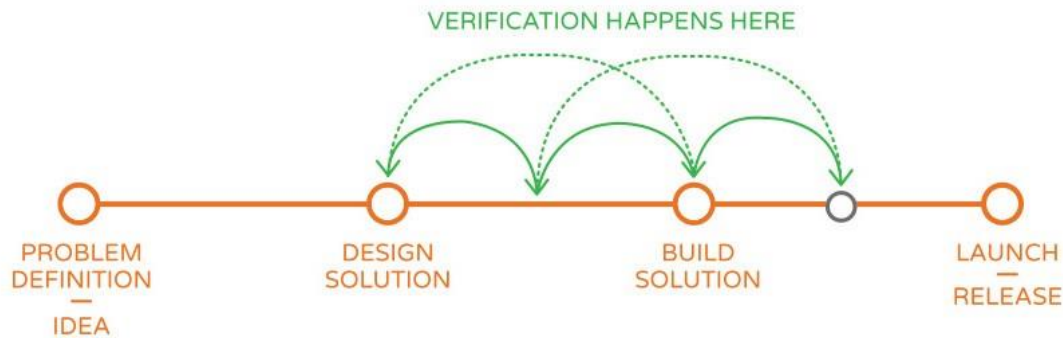 VERIFICATION HAPPENS HERE
PROBLEM
DEFINITION
—
IDEA
DESIGN
SOLUTION
BUILD
SOLUTION
LAUNCH
—
RELEASE